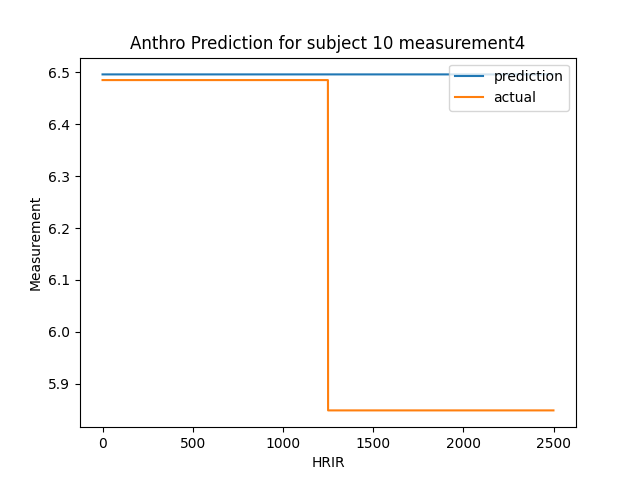 Anthro Prediction for subject 10 measurement4
prediction
actual
6.5
6.4
6.3
6.2
6.1
6.0
5.9
Measurement
0 500 1000 1500 2000 2500
HRIR